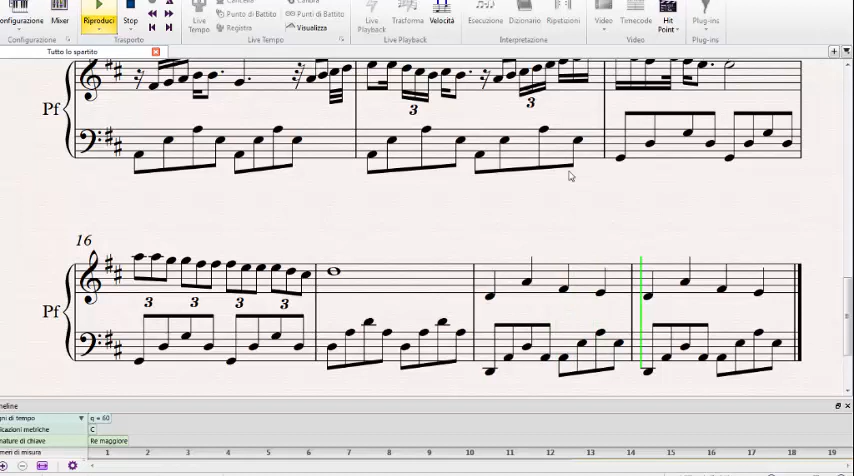 onfigurazione
Mixer
Riproduci
Stop
Live
Tempo
Cancelle
Punto di Battito
Registra
Camera
Punti di Battito
Visualizza
Live
Playback
Trasforma
Velocità
Esecuzione
Dizionario
Ripetizioni
Video
Timecode
Hit
Point
Plug-ins
Configurazione
Trasporto
Live Tempo
Live Playback
Interpretazione
Video
Plug-ins
Tutto lo spartito
Pf
3
3
16
Pf
3 3 3 3
meline
gni di tempo q = 60
icazioni metriche C
nature di chiave Re maggiore
meri di misura 1 2 3 4 5 6 7 8 9 10 11 12 13 14 15 16 17 18 19